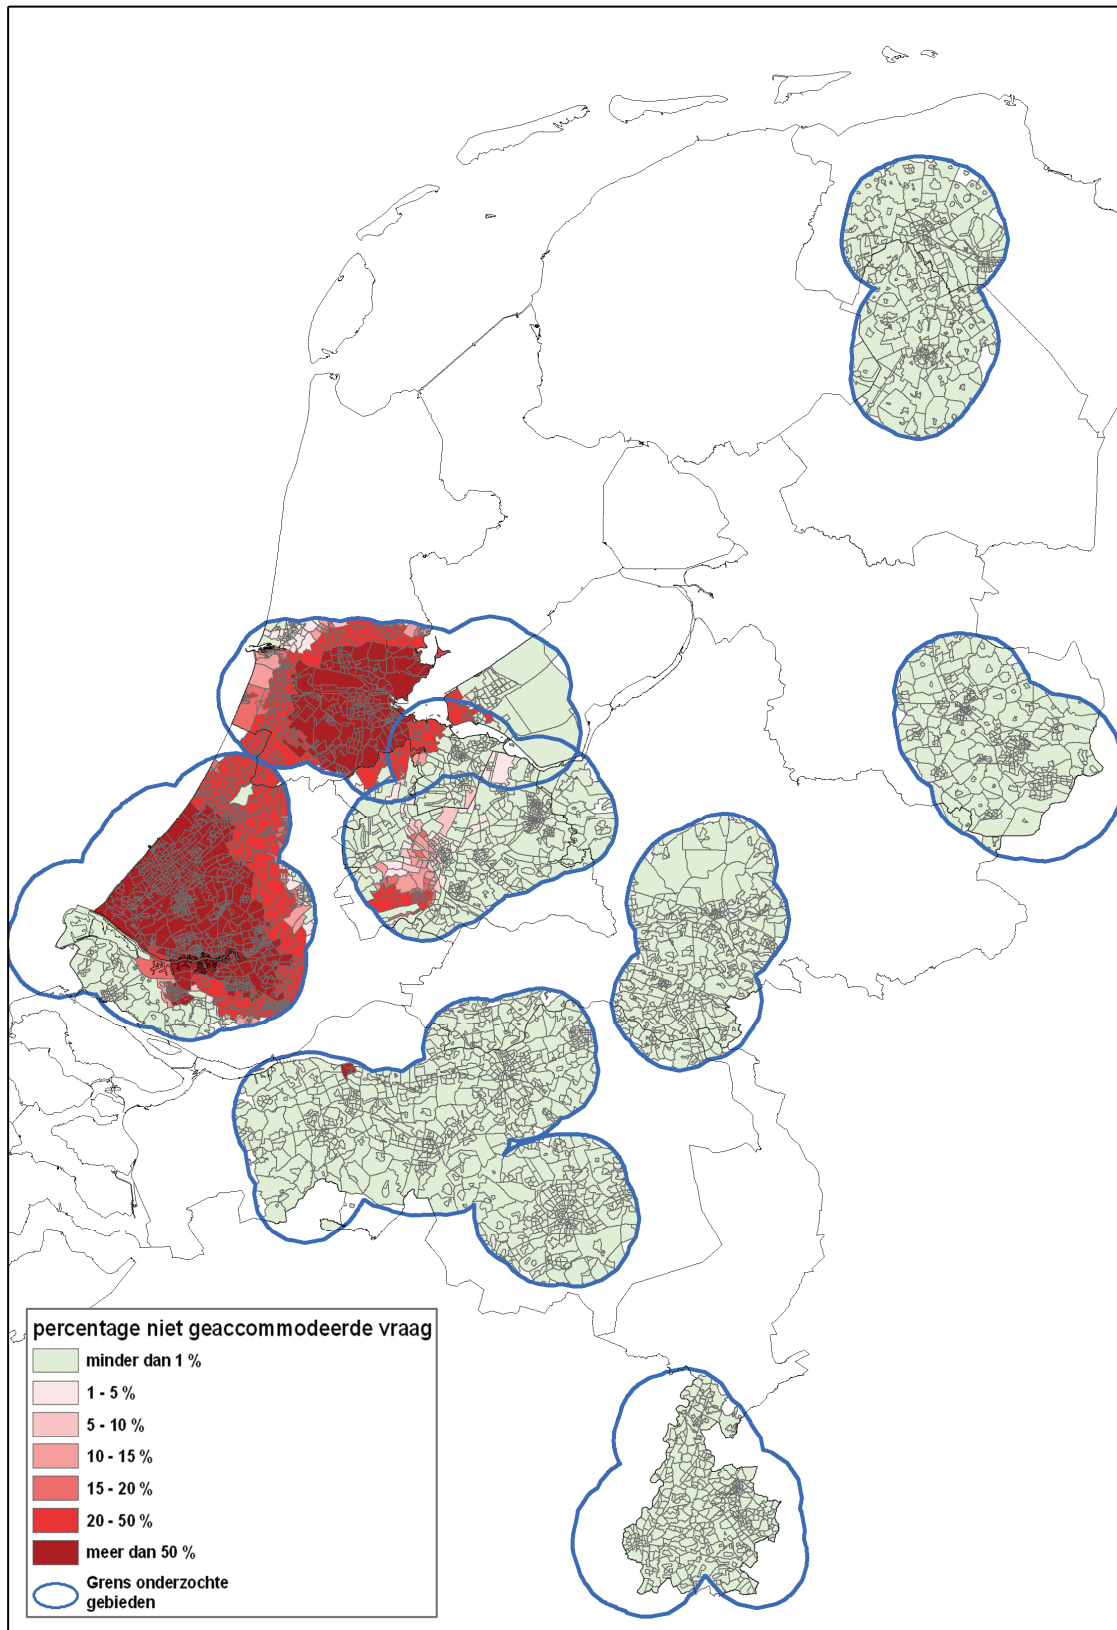 percentage niet geaccommodeerde vraag
minder dan 1 %
1 - 5 %
5 - 10 %
10 - 15 %
15 - 20 %
20 - 50 %
meer dan 50 %
Grens onderzochte
gebieden